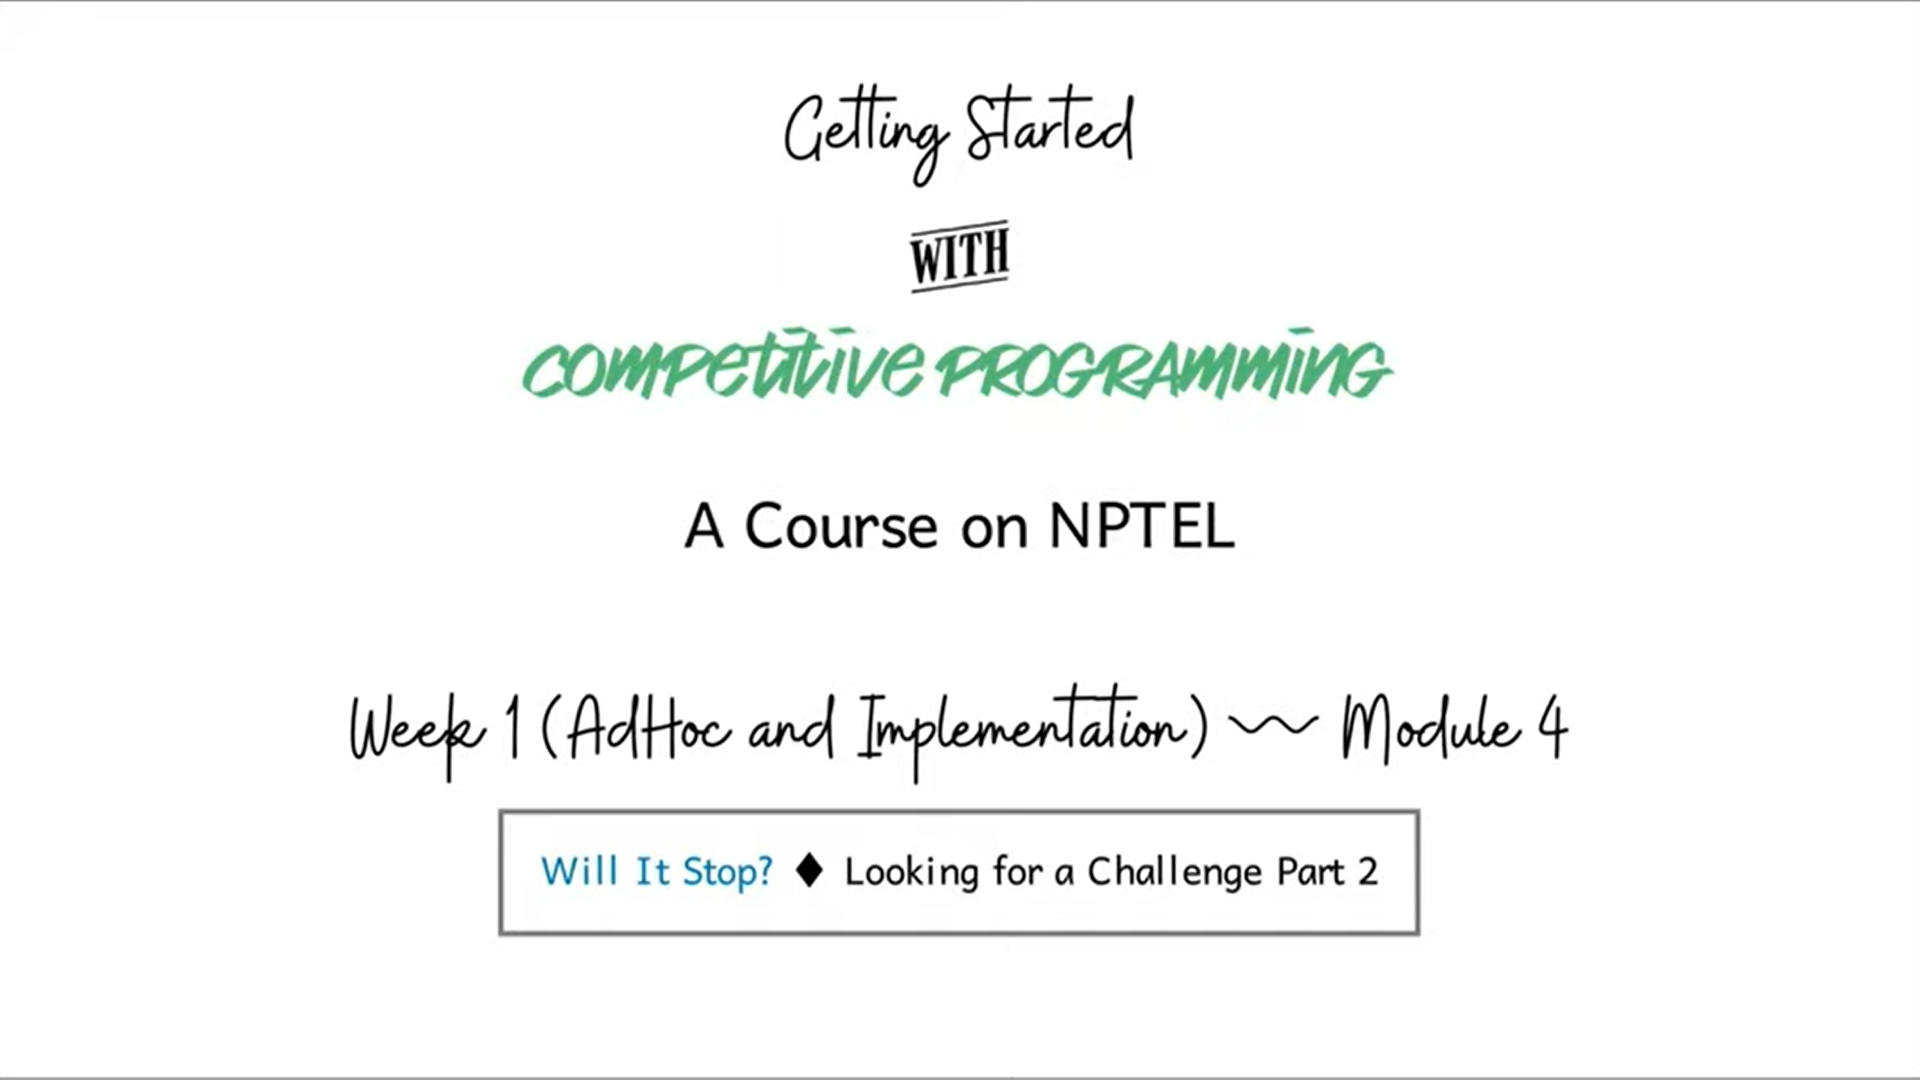 Getting Started
WITH
COMPETITIVE PROGRAMMING
A Course on NPTEL
Week 1 (AdHoc and Implementation) ~ Module 4
Will It Stop? ♦ Looking for a Challenge Part 2